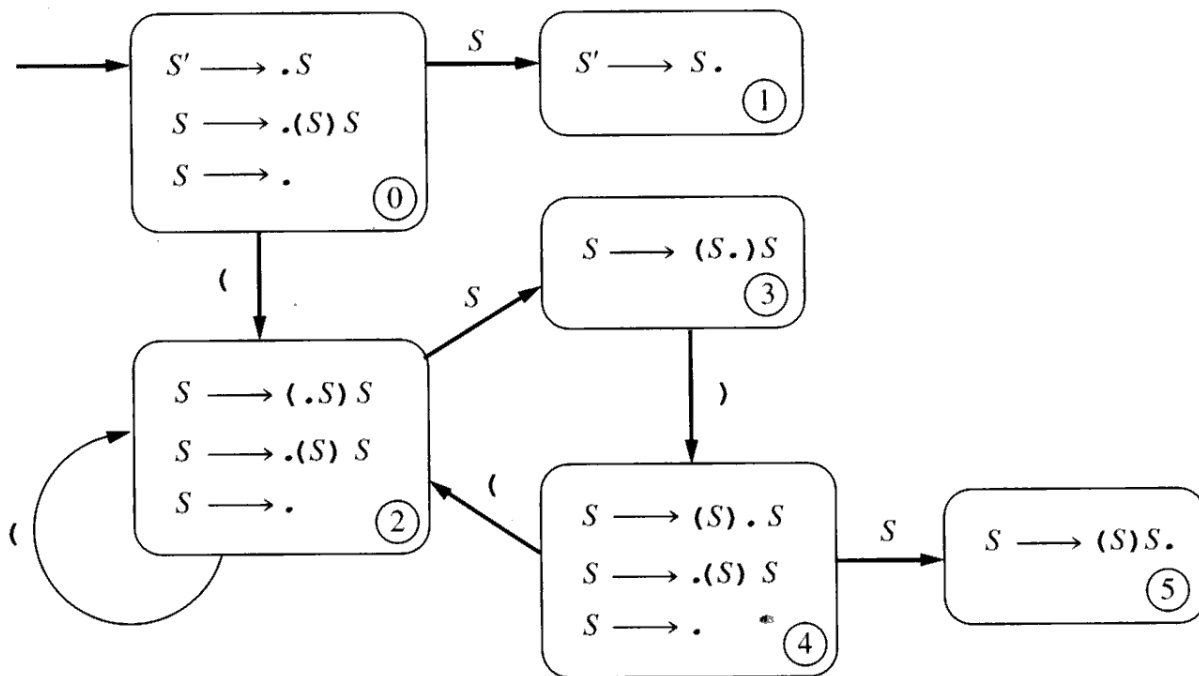 S' ⟶ .S
S ⟶ .(S)S
S ⟶ .
0
S
S' ⟶ S.
1
(
S
S ⟶ (S.)S
3
S ⟶ (.S)S
S ⟶ .(S) S
S ⟶ .
2
(
)
(
S ⟶ (S). S
S ⟶ .(S) S
S ⟶ .
4
S
S ⟶ (S)S.
5